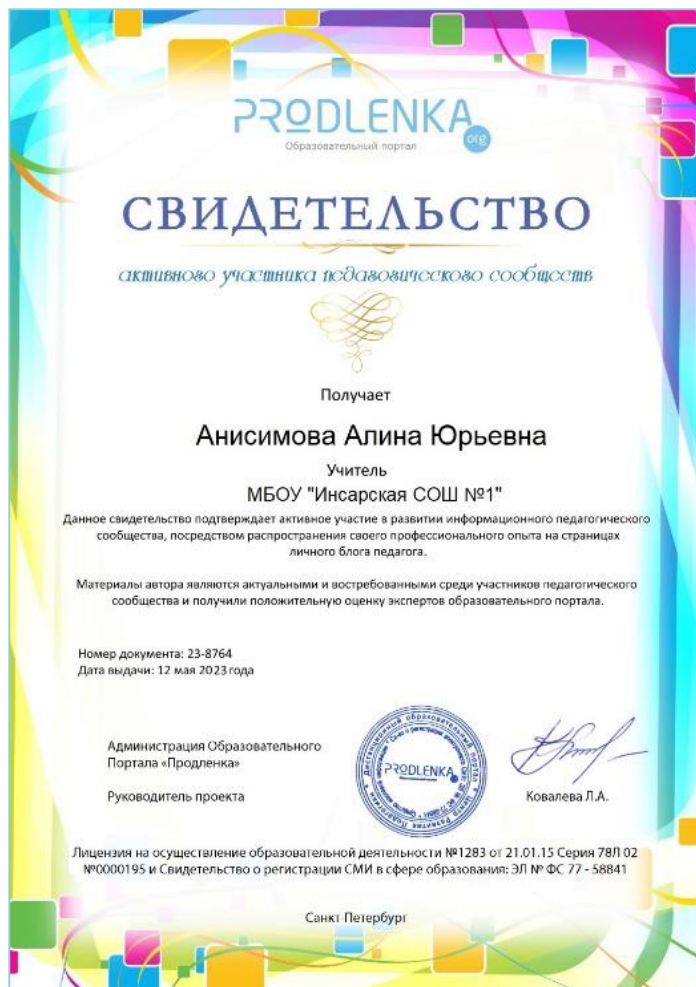 PRODLENKA
org
Образовательный портал
СВИДЕТЕЛЬСТВО
активного участника педагогического сообществ
Получает
Анисимова Алина Юрьевна
Учитель
МБОУ "Инсарская СОШ №1"
Данное свидетельство подтверждает активное участие в развитии информационного педагогического
сообщества, посредством распространения своего профессионального опыта на страницах
личного блога педагога.
Материалы автора являются актуальными и востребованными среди участников педагогического
сообщества и получили положительную оценку экспертов образовательного портала.
Номер документа: 23-8764
Дата выдачи: 12 мая 2023 года
Администрация Образовательного
Портала «Продленка»
Руководитель проекта
PRODLENKA
Ковалева Л.А.
Лицензия на осуществление образовательной деятельности №1283 от 21.01.15 Серия 78Л 02
№0000195 и Свидетельство о регистрации СМИ в сфере образования: ЭЛ № ФС 77 - 58841
Санкт-Петербург